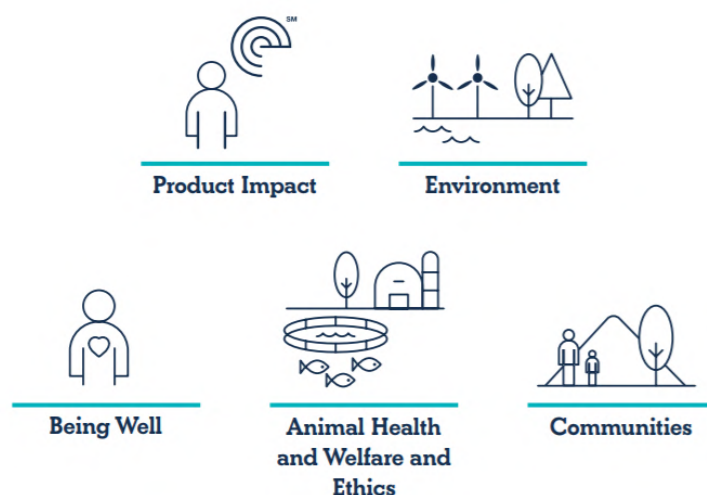 SM
Product Impact
Environment
Being Well
Animal Health
and Welfare and
Ethics
Communities